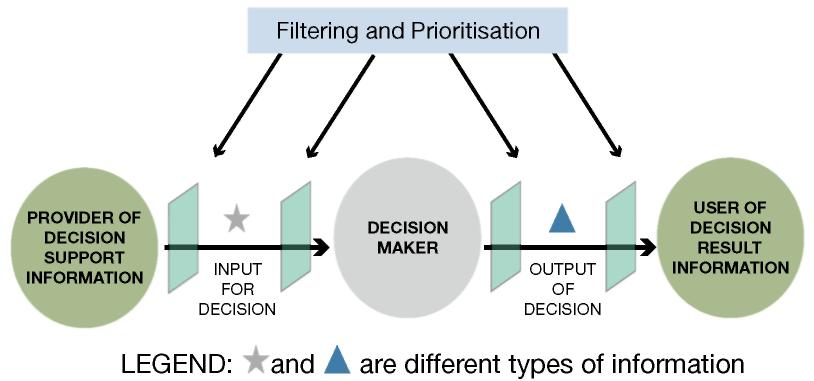 Filtering and Prioritisation
PROVIDER OF
DECISION
SUPPORT
INFORMATION
INPUT
FOR
DECISION
DECISION
MAKER
OUTPUT
OF
DECISION
USER OF
DECISION
RESULT
INFORMATION
LEGEND: and are different types of information